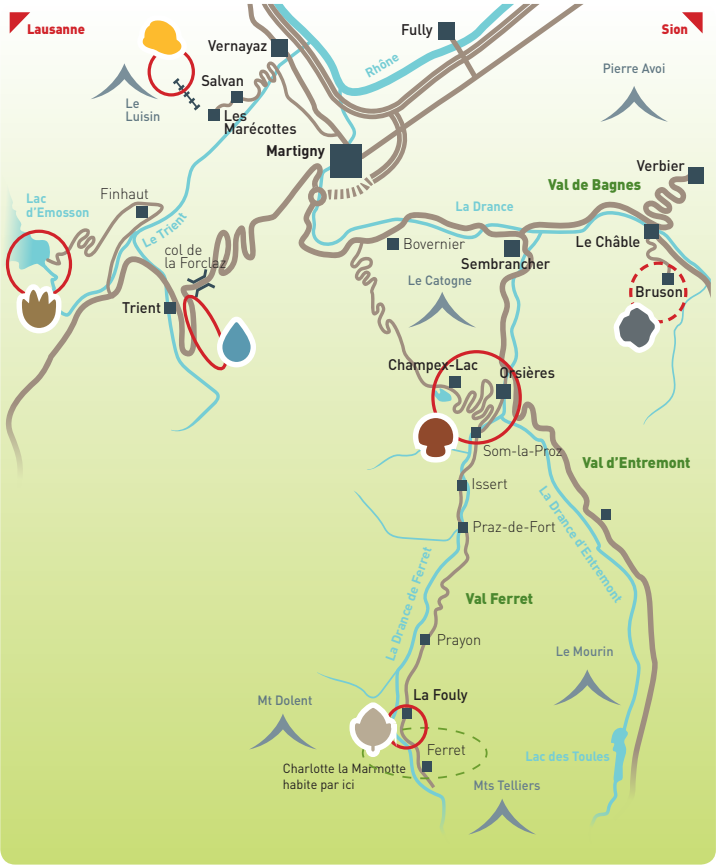 Lausanne
Fully
Sion
Vernayaz
Rhône
Pierre Avoi
Salvan
Le
Luisin
Les
Marécottes
Martigny
Verbier
Val de Bagnes
Finhaut
Lac
d'Emosson
La Drance
Le Trient
Le Châble
Bovernier
col de
la Forclaz
Sembrancher
Le Catogne
Bruson
Trient
Champex-Lac
Orsières
Som-la-Proz
Val d'Entremont
Issert
La Drance d'Entremont
Praz-de-Fort
La Drance de Ferret
Val Ferret
Prayon
Le Mourin
La Fouly
Mt Dolent
Ferret
Lac des Toules
Charlotte la Marmotte
habite par ici
Mts Telliers